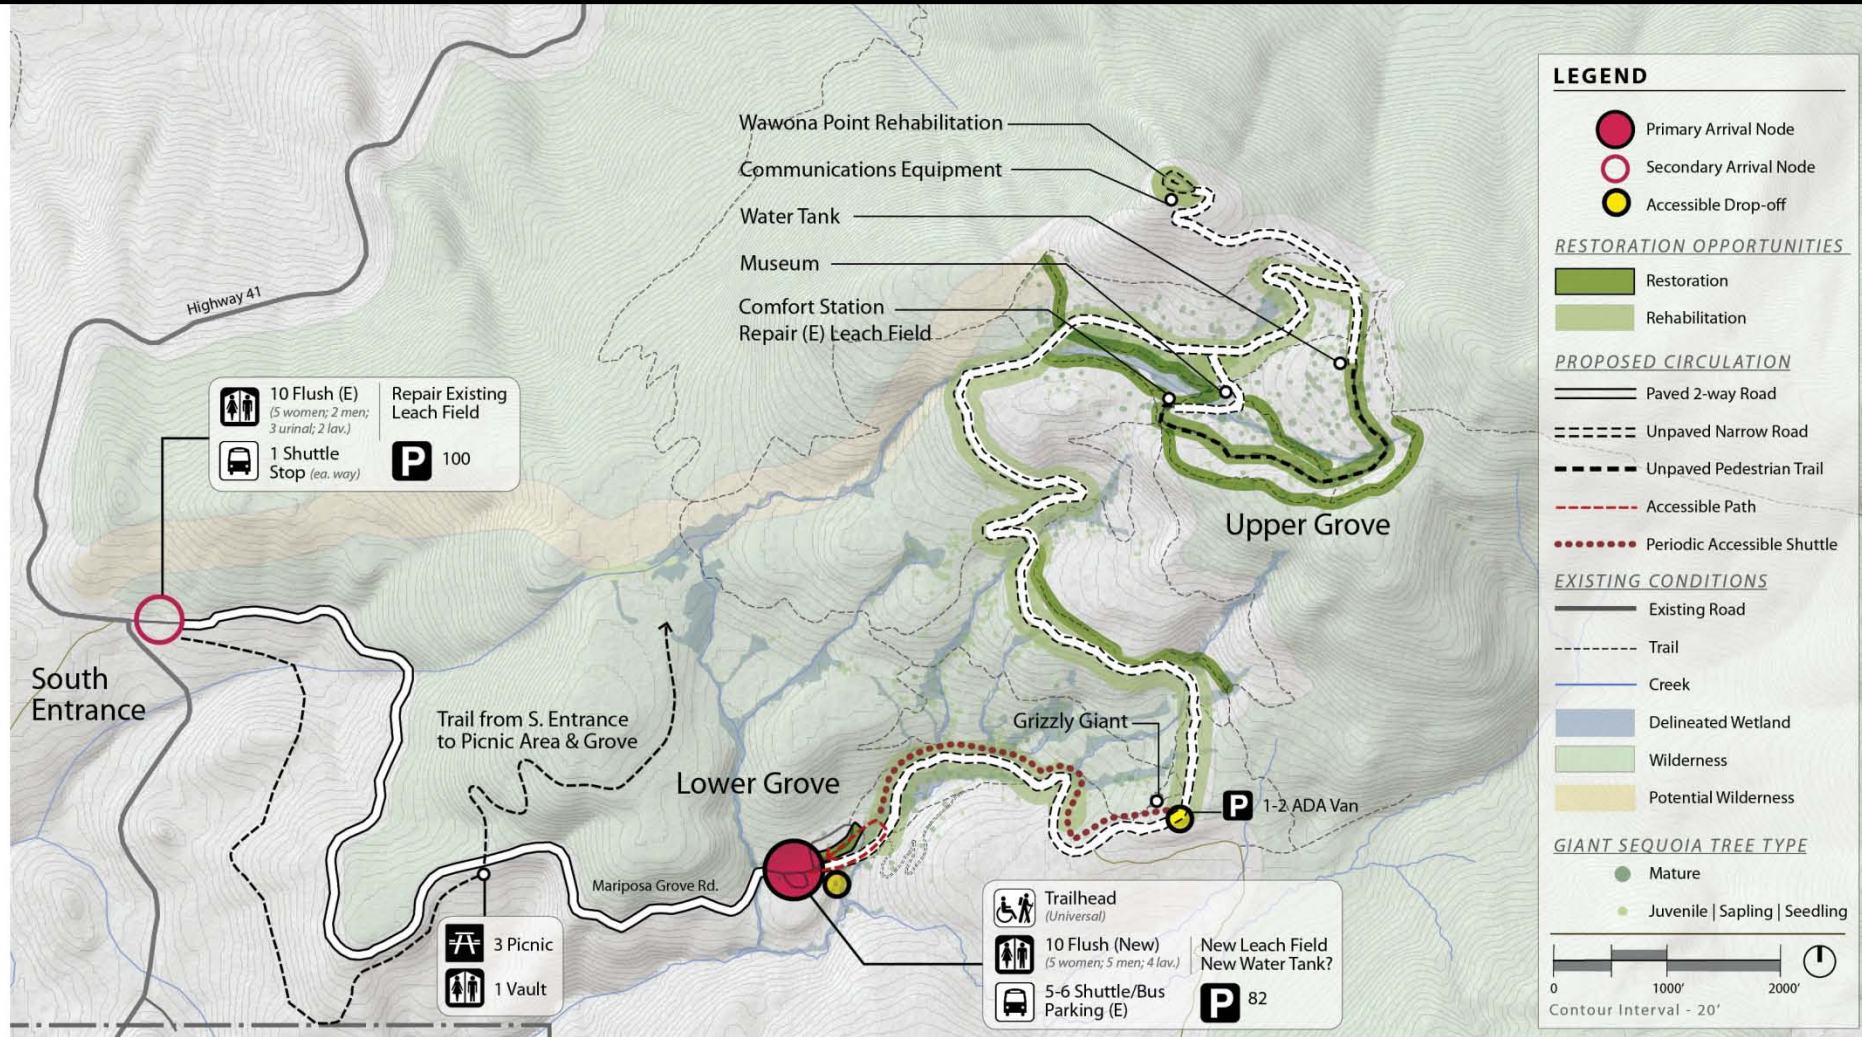 Wawona Point Rehabilitation
Communications Equipment
Water Tank
Museum
Comfort Station
Repair (E) Leach Field
Highway 41
10 Flush (E)
(5 women; 2 men;
3 urinal; 2 lav.)
Repair Existing
Leach Field
1 Shuttle
Stop (ea. way)
P 100
South
Entrance
Trail from S. Entrance
to Picnic Area & Grove
Upper Grove
Grizzly Giant
Lower Grove
P 1-2 ADA Van
Mariposa Grove Rd.
3 Picnic
1 Vault
Trailhead
(Universal)
10 Flush (New)
(5 women; 5 men; 4 lav.)
New Leach Field
New Water Tank?
5-6 Shuttle/Bus
Parking (E)
P 82
LEGEND
Primary Arrival Node
Secondary Arrival Node
Accessible Drop-off
RESTORATION OPPORTUNITIES
Restoration
Rehabilitation
PROPOSED CIRCULATION
Paved 2-way Road
Unpaved Narrow Road
Unpaved Pedestrian Trail
Accessible Path
Periodic Accessible Shuttle
EXISTING CONDITIONS
Existing Road
Trail
Creek
Delineated Wetland
Wilderness
Potential Wilderness
GIANT SEQUOIA TREE TYPE
Mature
Juvenile | Sapling | Seedling
0 1000' 2000'
Contour Interval - 20'